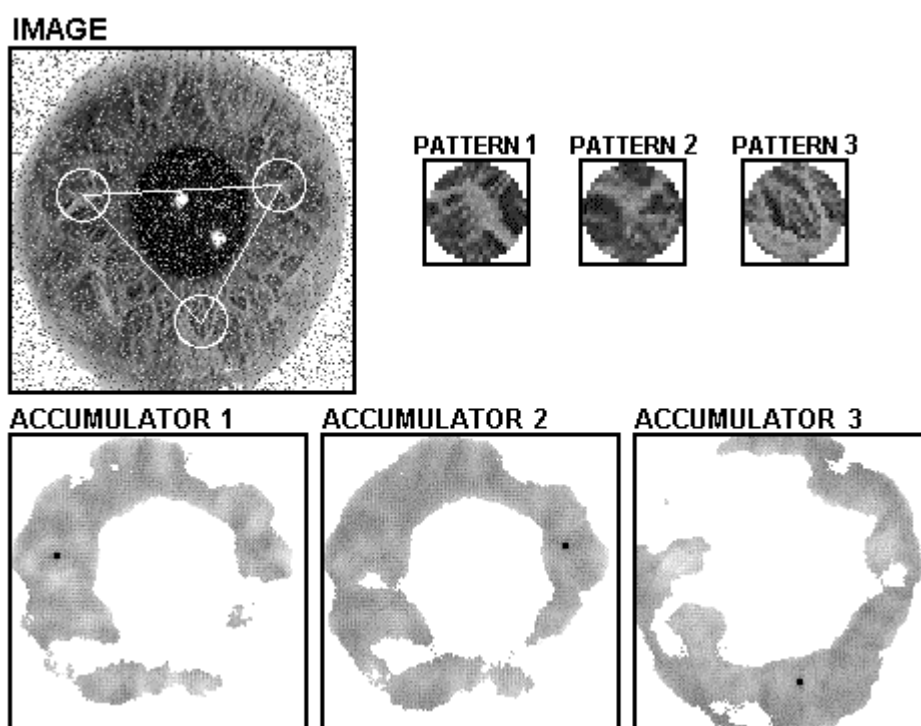 IMAGE
PATTERN 1
PATTERN 2
PATTERN 3
ACCUMULATOR 1
ACCUMULATOR 2
ACCUMULATOR 3